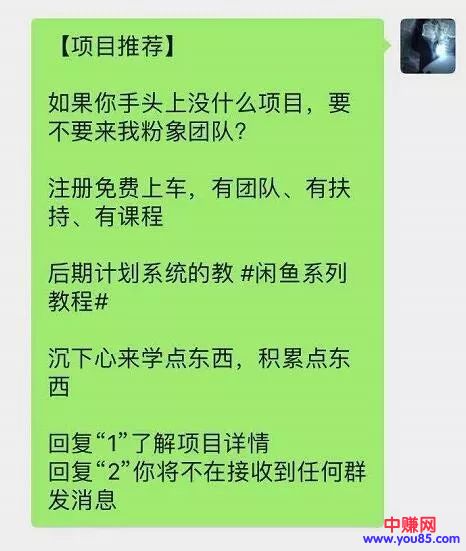 【项目推荐】
如果你手头上没什么项目，要
不要来我粉象团队?
注册免费上车，有团队、有扶
持、有课程
后期计划系统的教 #闲鱼系列
教程#
沉下心来学点东西，积累点东
西
回复“1”了解项目详情
回复“2”你将不在接收到任何群
发消息
中赚网
www.you85.com